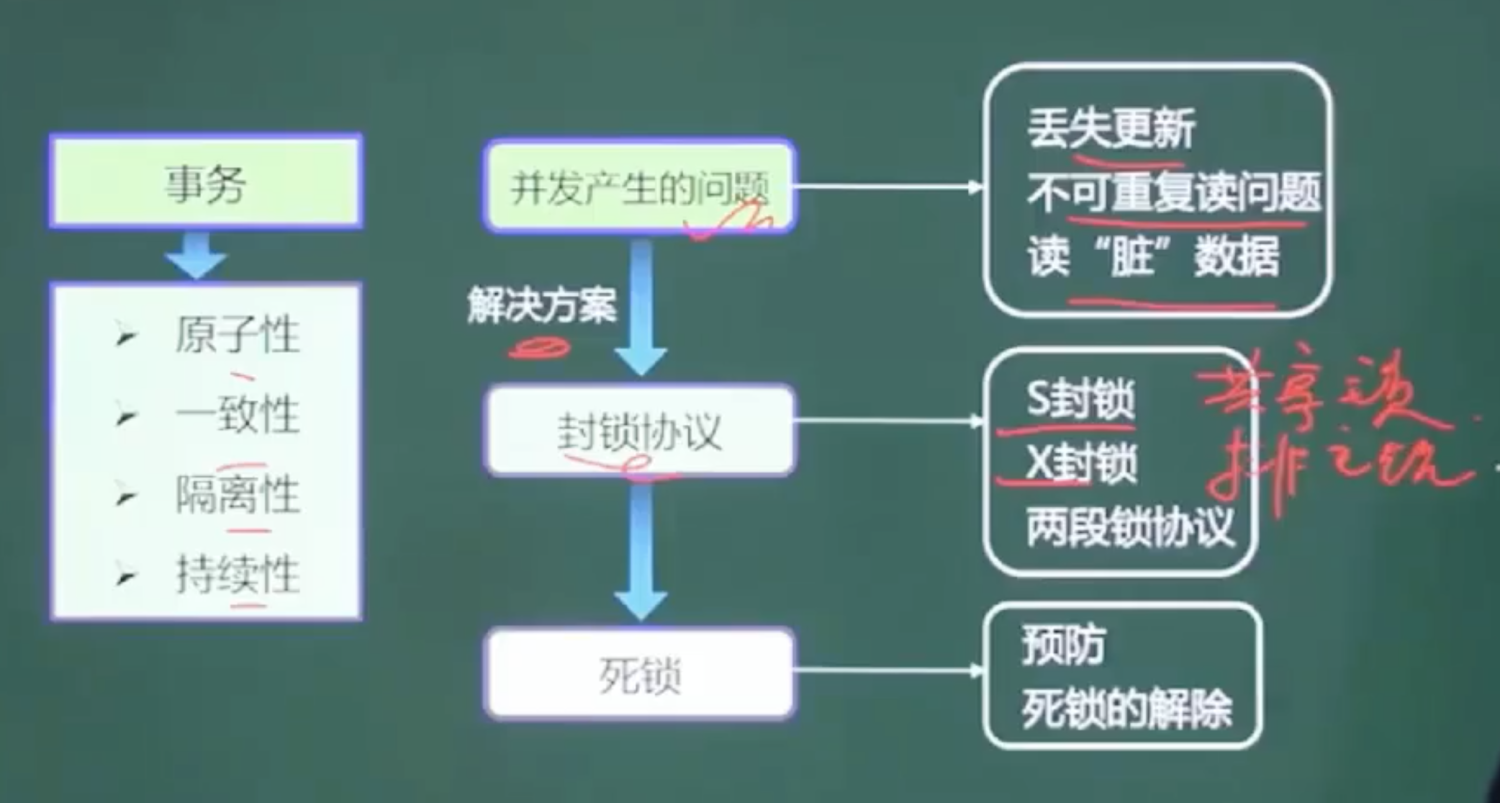 事务
原子性
一致性
隔离性
持续性
并发产生的问题
解决方案
封锁协议
死锁
丢失更新
不可重复读问题
读“脏”数据
S封锁
X封锁
两段锁协议
共享锁
排它锁
预防
死锁的解除